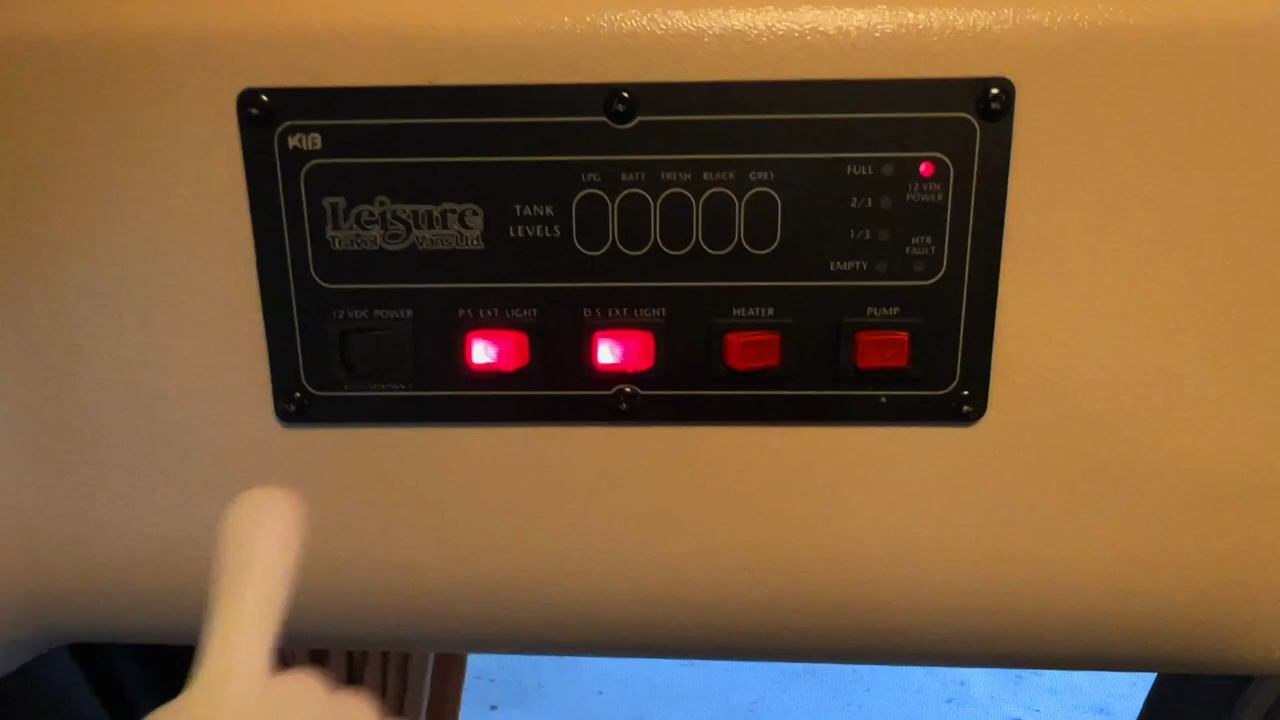 KIB
LPG BATT FRESH BLACK GREY
TANK
LEVELS
Leisure
Travel Vans Ltd.
FULL
2/3
1/3
EMPTY
12 VDC
POWER
HTR
FAULT
12 VDC POWER
P.S. EXT. LIGHT
D.S. EXT. LIGHT
HEATER
PUMP